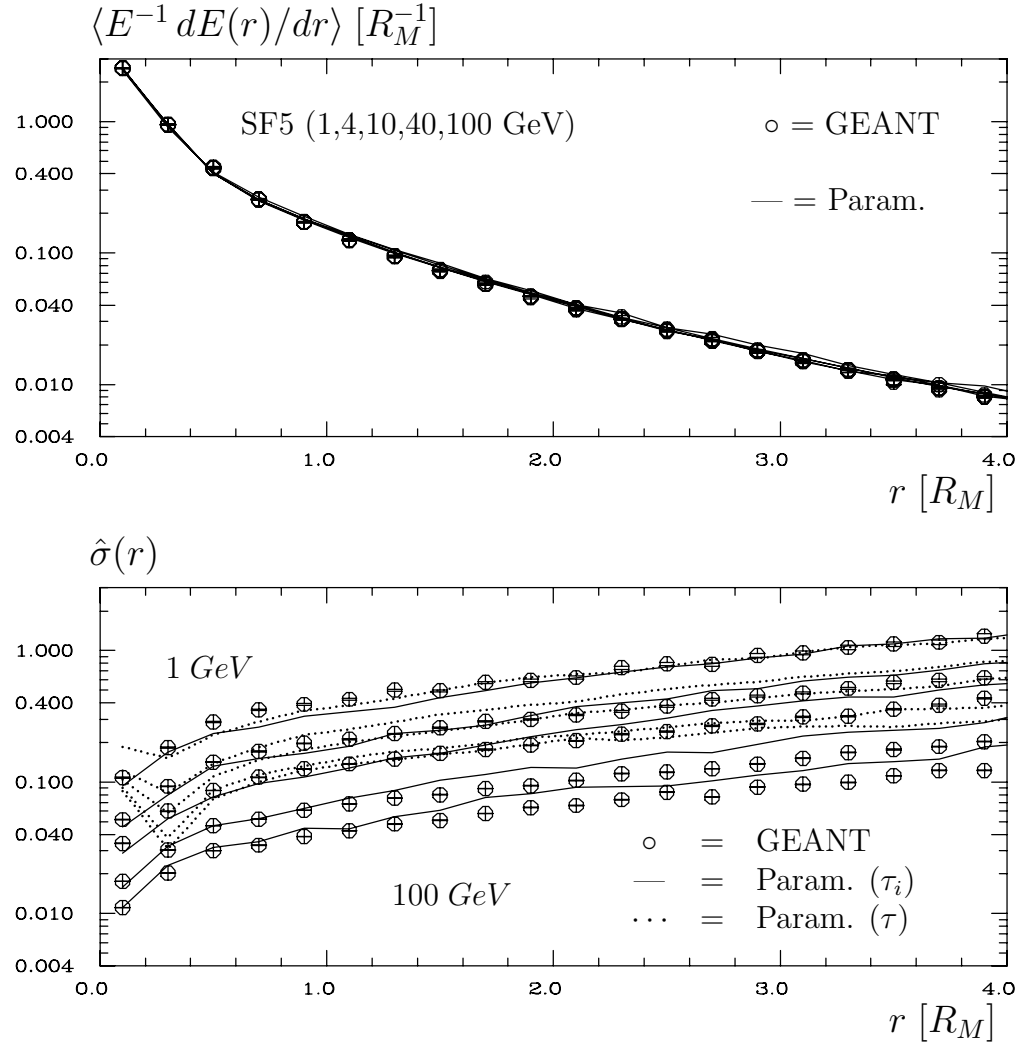 ⟨E⁻¹ dE(r)/dr⟩ [R_M⁻¹]
SF5 (1,4,10,40,100 GeV)
○ = GEANT
— = Param.
1.000
0.400
0.100
0.040
0.010
0.004
0.0 1.0 2.0 3.0 4.0
r [R_M]
σ̂(r)
1 GeV
1.000
0.400
0.100
0.040
0.010
0.004
100 GeV
○ = GEANT
— = Param. (τ_i)
····· = Param. (τ)
0.0 1.0 2.0 3.0 4.0
r [R_M]